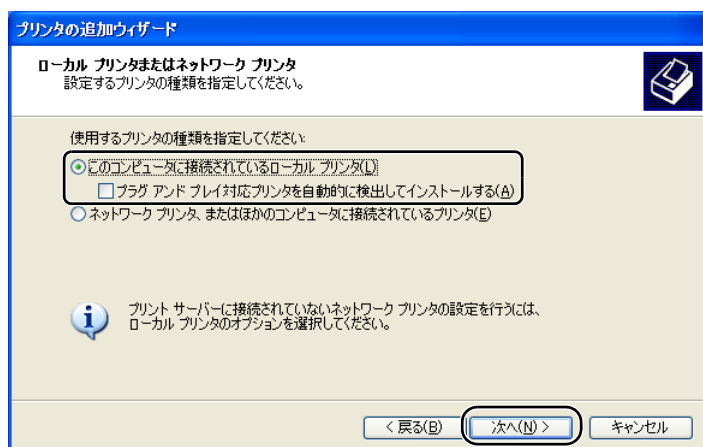 プリンタの追加ウィザード
ローカル プリンタまたはネットワーク プリンタ
設定するプリンタの種類を指定してください。
使用するプリンタの種類を指定してください:
このコンピュータに接続されているローカル プリンタ(L)
プラグ アンド プレイ対応プリンタを自動的に検出してインストールする(A)
ネットワーク プリンタ、またはほかのコンピュータに接続されているプリンタ(E)
プリント サーバーに接続されていないネットワーク プリンタの設定を行うには、
ローカル プリンタのオプションを選択してください。
< 戻る(B) 次へ(N) > キャンセル